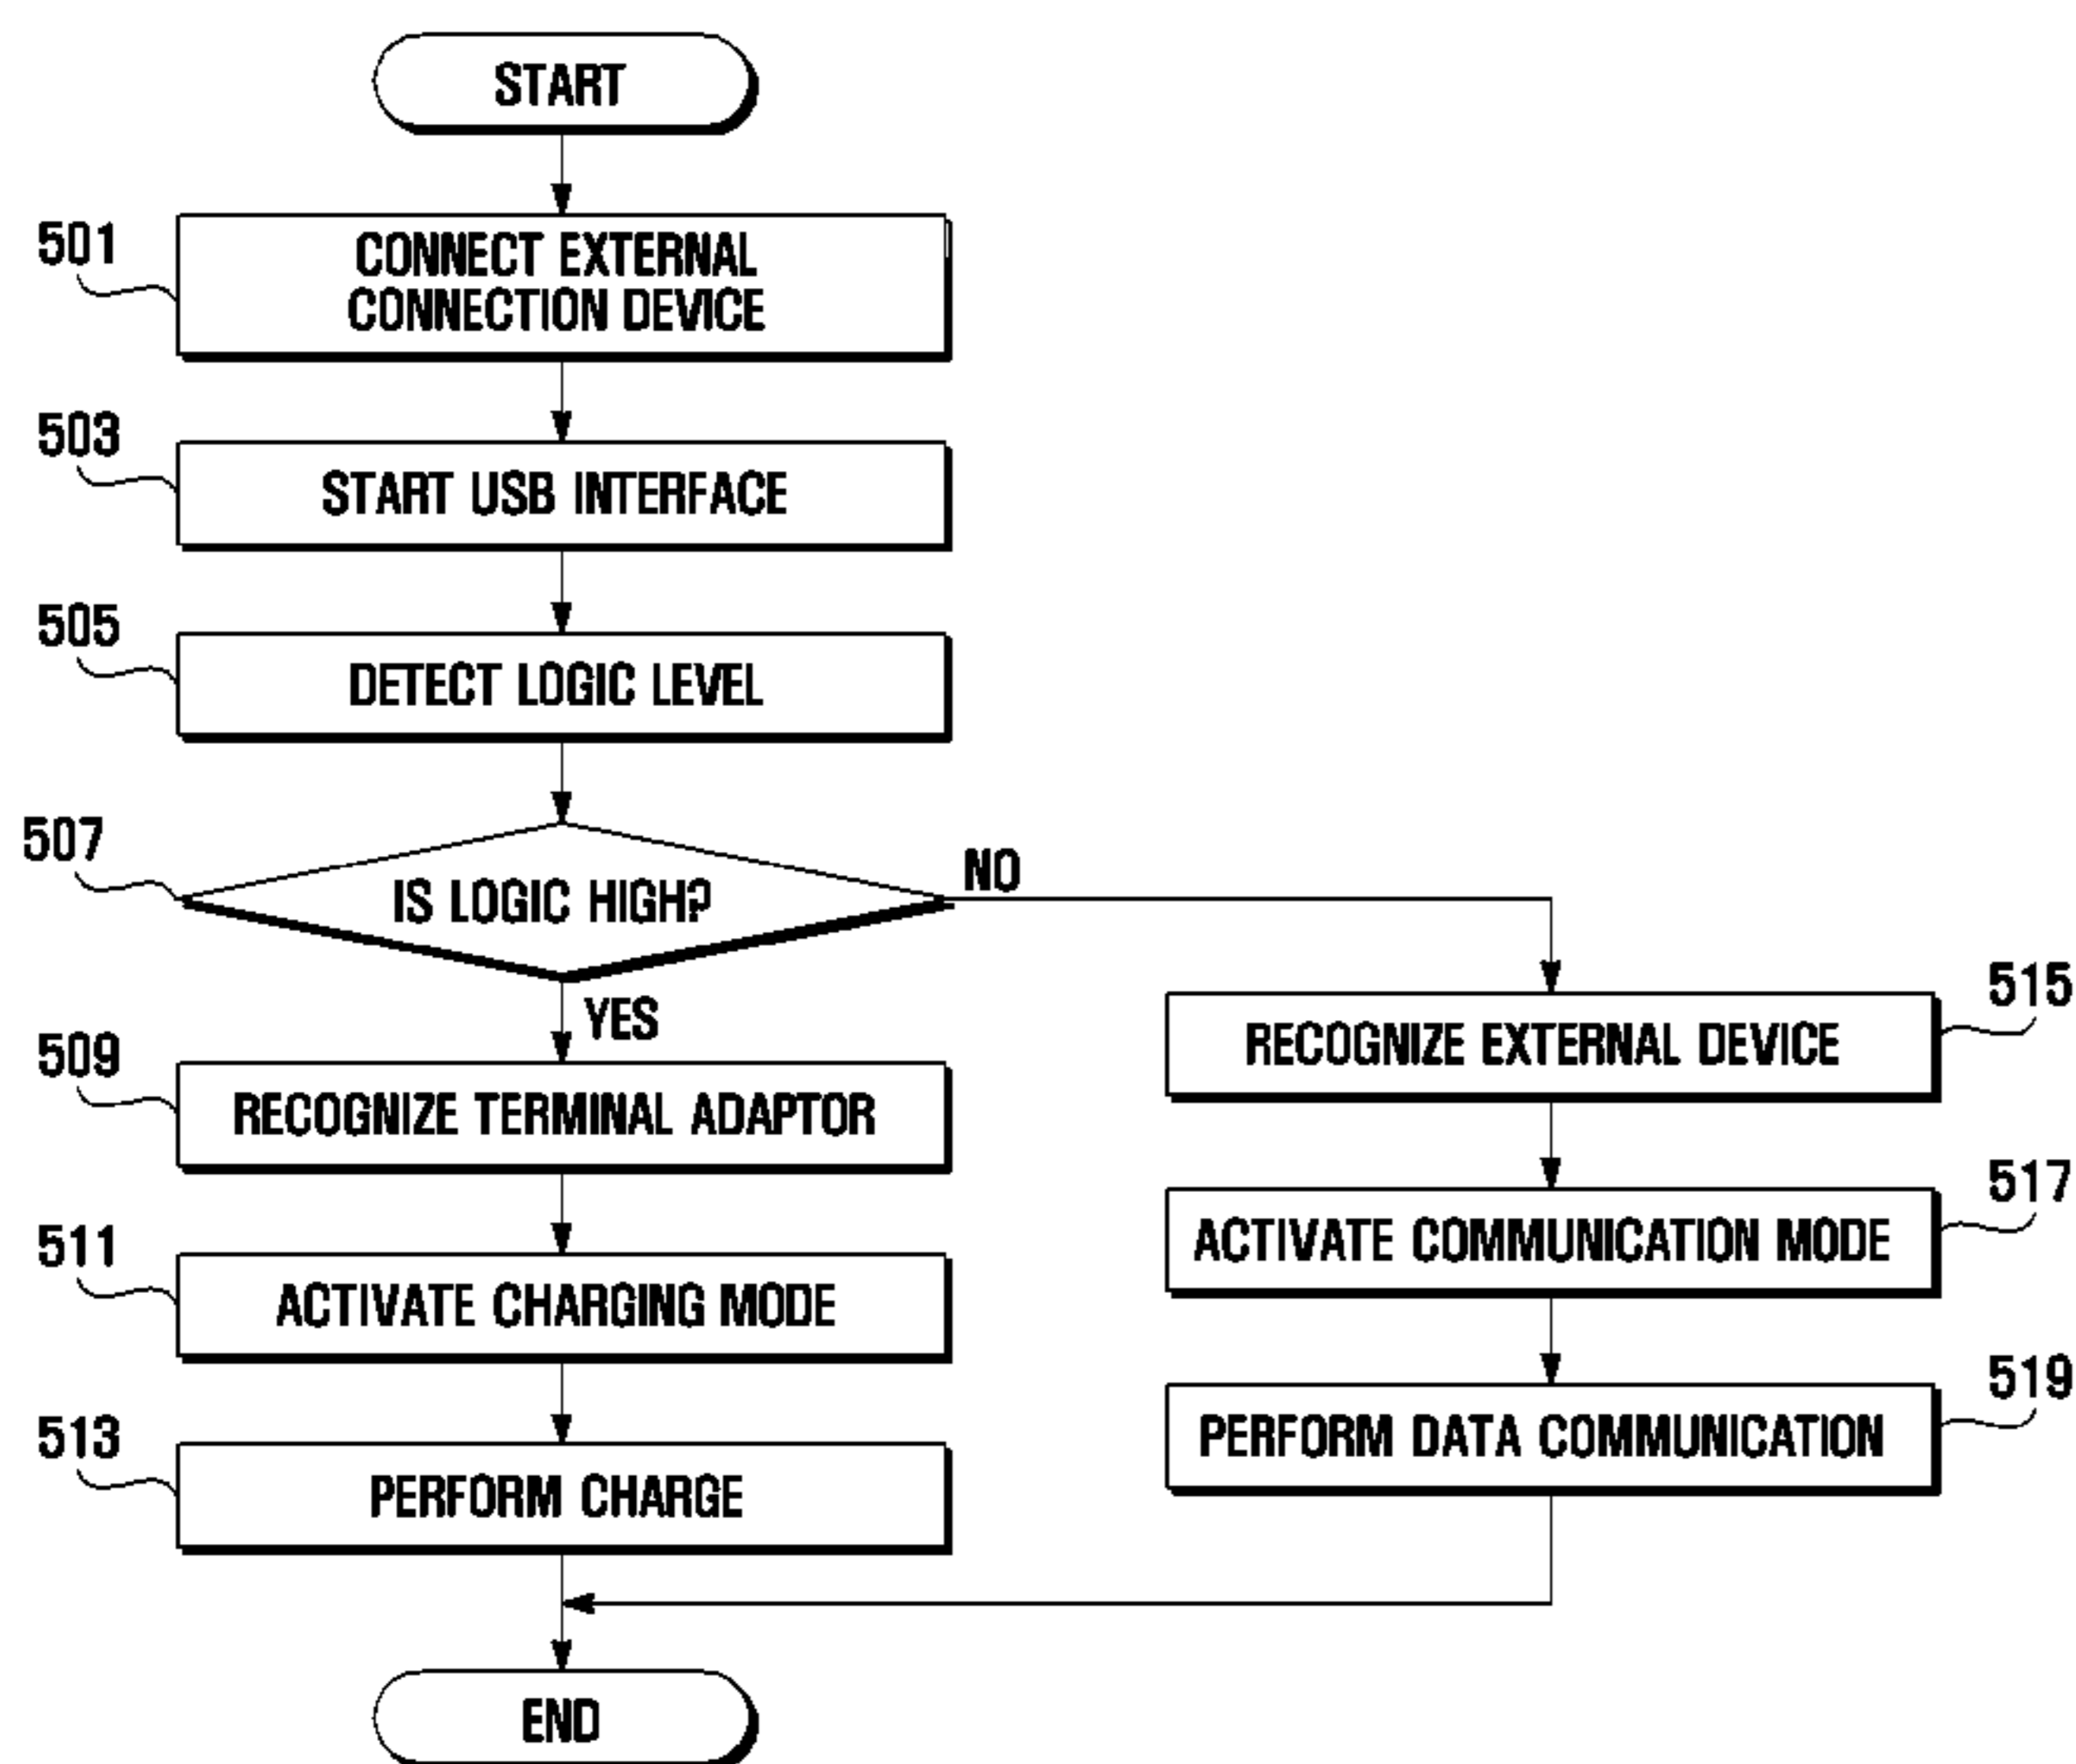 START
501
CONNECT EXTERNAL
CONNECTION DEVICE
503
START USB INTERFACE
505
DETECT LOGIC LEVEL
507
IS LOGIC HIGH?
NO
YES
509
RECOGNIZE TERMINAL ADAPTOR
511
ACTIVATE CHARGING MODE
513
PERFORM CHARGE
515
RECOGNIZE EXTERNAL DEVICE
517
ACTIVATE COMMUNICATION MODE
519
PERFORM DATA COMMUNICATION
END